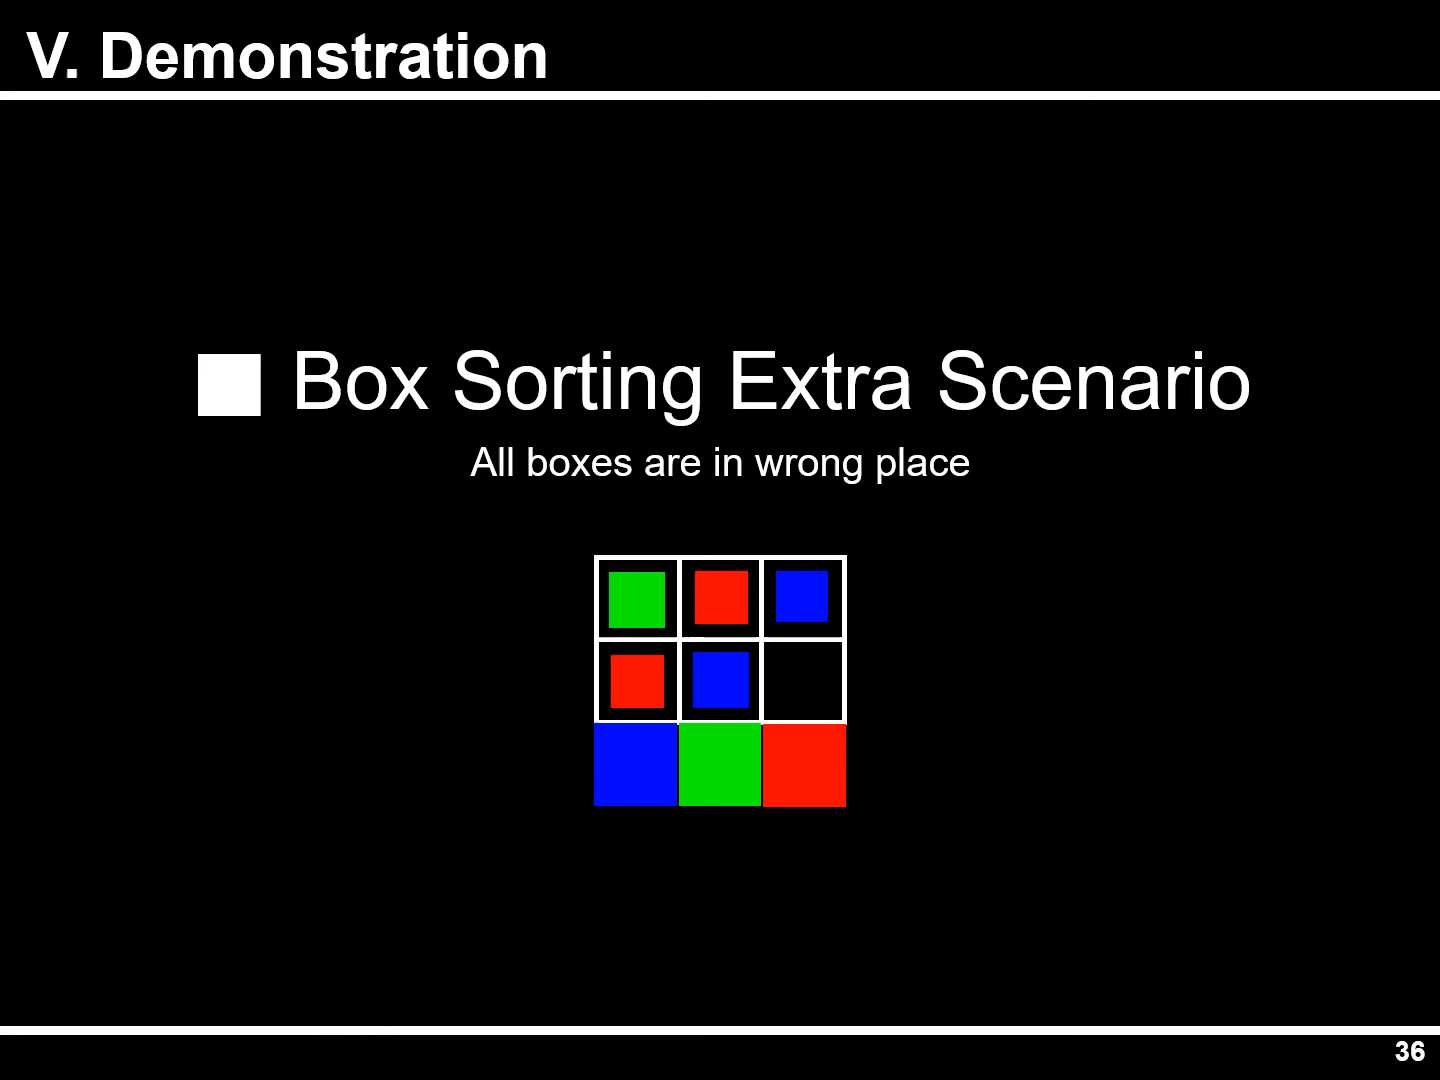 V. Demonstration
Box Sorting Extra Scenario
All boxes are in wrong place
36